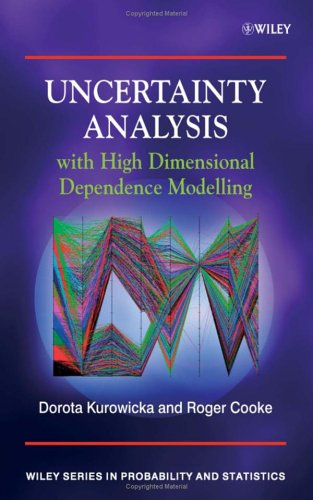 WILEY
UNCERTAINTY
ANALYSIS
with High Dimensional
Dependence Modelling
Dorota Kurowicka and Roger Cooke
WILEY SERIES IN PROBABILITY AND STATISTICS